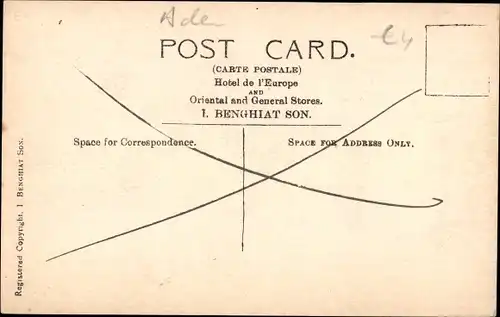 Aden
POST CARD.
(CARTE POSTALE)
Hotel de l'Europe
AND
Oriental and General Stores.
I. BENGHIAT SON.
Space for Correspondence.
SPACE FOR ADDRESS ONLY.
Registered Copyright, I BENGHIAT SON.